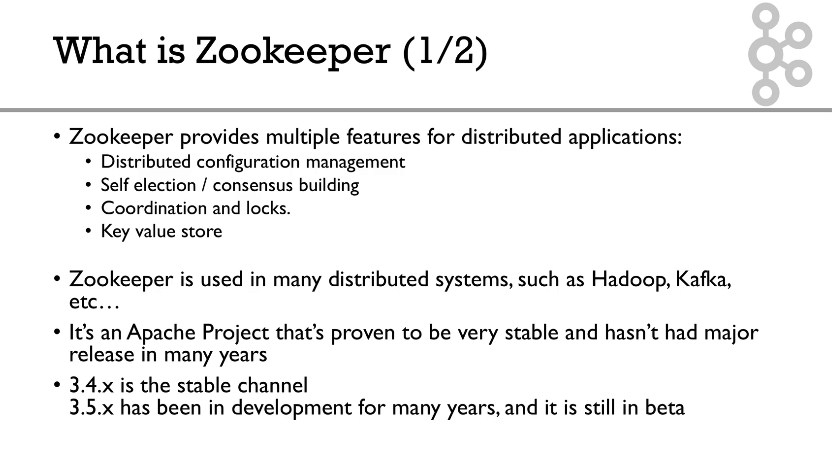 What is Zookeeper (1/2)
• Zookeeper provides multiple features for distributed applications:
• Distributed configuration management
• Self election / consensus building
• Coordination and locks.
• Key value store
• Zookeeper is used in many distributed systems, such as Hadoop, Kafka,
etc…
• It's an Apache Project that's proven to be very stable and hasn't had major
release in many years
• 3.4.x is the stable channel
3.5.x has been in development for many years, and it is still in beta